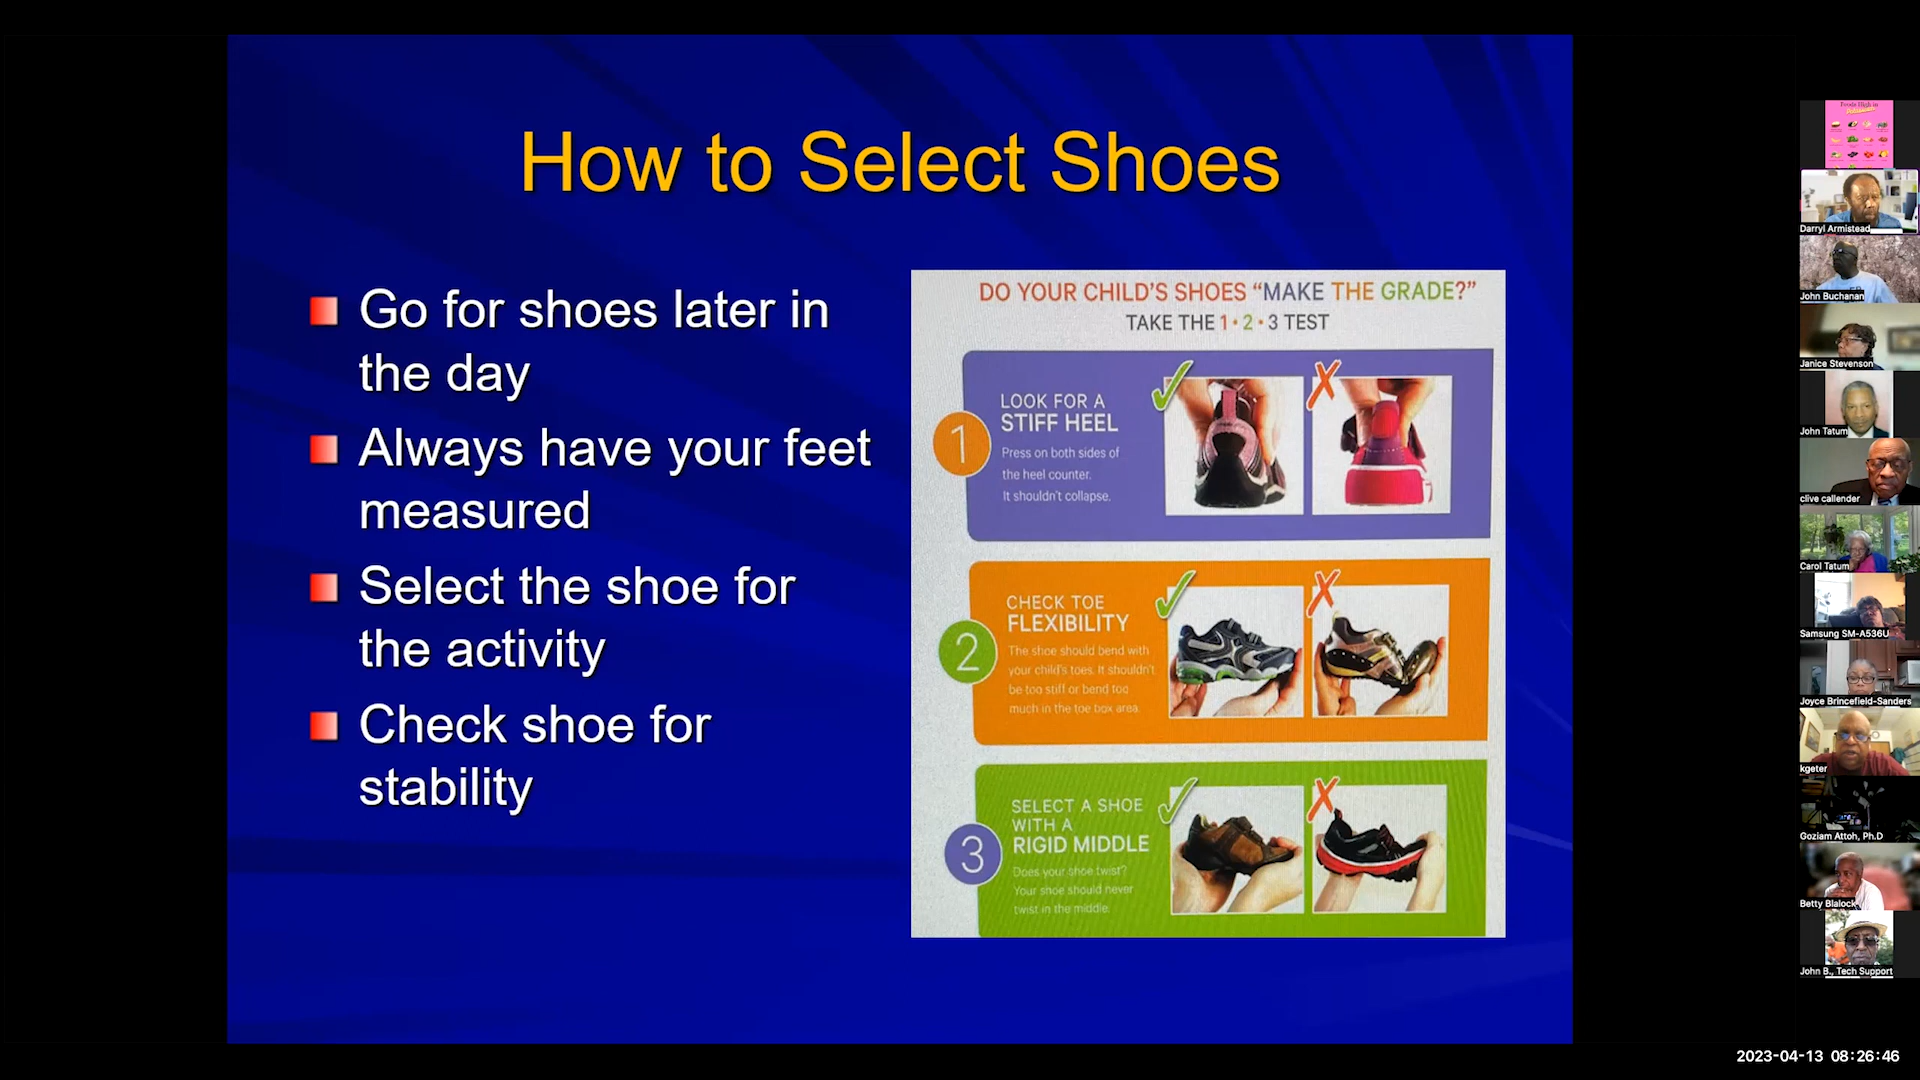 How to Select Shoes
Go for shoes later in
the day
Always have your feet
measured
Select the shoe for
the activity
Check shoe for
stability
DO YOUR CHILD'S SHOES “MAKE THE GRADE?”
TAKE THE 1 • 2 • 3 TEST
1
LOOK FOR A
STIFF HEEL
Press on both sides of
the heel counter.
It shouldn't collapse.
2
CHECK TOE
FLEXIBILITY
The shoe should bend with
your child's toes. It shouldn't
be too stiff or bend too
much in the toe box area.
3
SELECT A SHOE
WITH A
RIGID MIDDLE
Does your shoe twist?
Your shoe should never
twist in the middle.
Foods High in
Darryl Armistead
John Buchanan
Janice Stevenson
John Tatum
clive callender
Carol Tatum
Samsung SM-A536U
Joyce Brincefield-Sanders
kgeter
Goziam Attoh, Ph.D
Betty Blalock
John B., Tech Support
2023-04-13 08:26:46